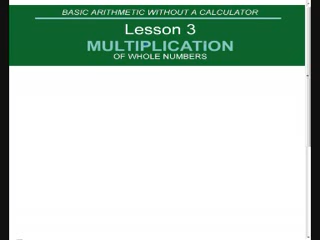 BASIC ARITHMETIC WITHOUT A CALCULATOR
Lesson 3
MULTIPLICATION
OF WHOLE NUMBERS